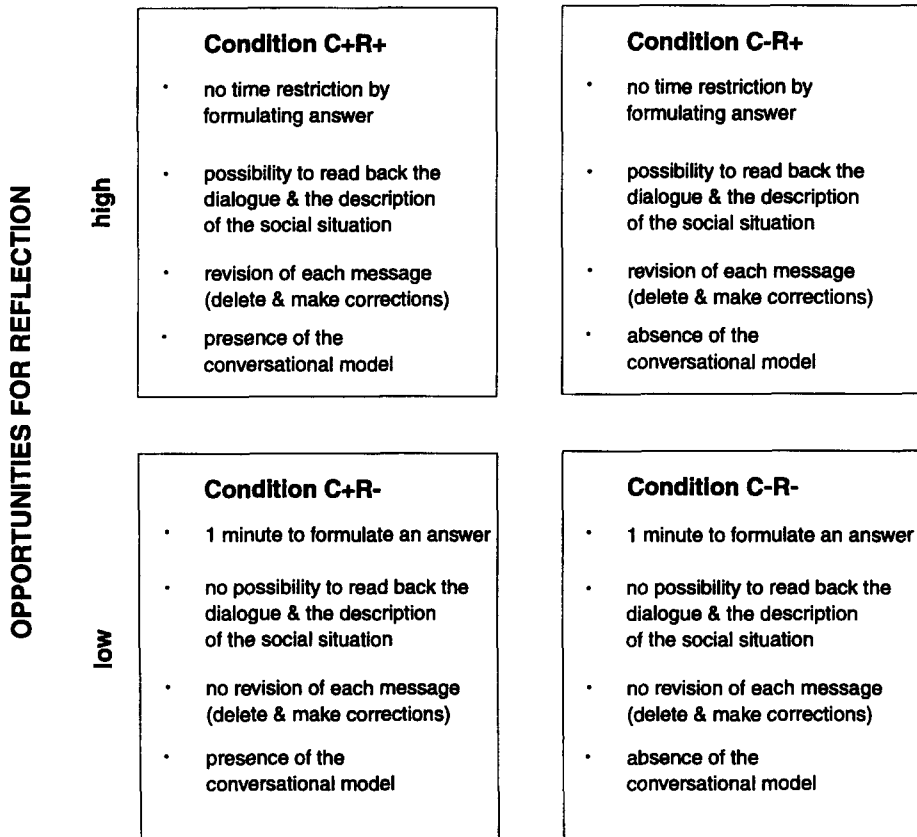 OPPORTUNITIES FOR REFLECTION
high
Condition C+R+
· no time restriction by
formulating answer
· possibility to read back the
dialogue & the description
of the social situation
· revision of each message
(delete & make corrections)
· presence of the
conversational model
Condition C-R+
· no time restriction by
formulating answer
· possibility to read back the
dialogue & the description
of the social situation
· revision of each message
(delete & make corrections)
· absence of the
conversational model
low
Condition C+R-
· 1 minute to formulate an answer
· no possibility to read back the
dialogue & the description
of the social situation
· no revision of each message
(delete & make corrections)
· presence of the
conversational model
Condition C-R-
· 1 minute to formulate an answer
· no possibility to read back the
dialogue & the description
of the social situation
· no revision of each message
(delete & make corrections)
· absence of the
conversational model